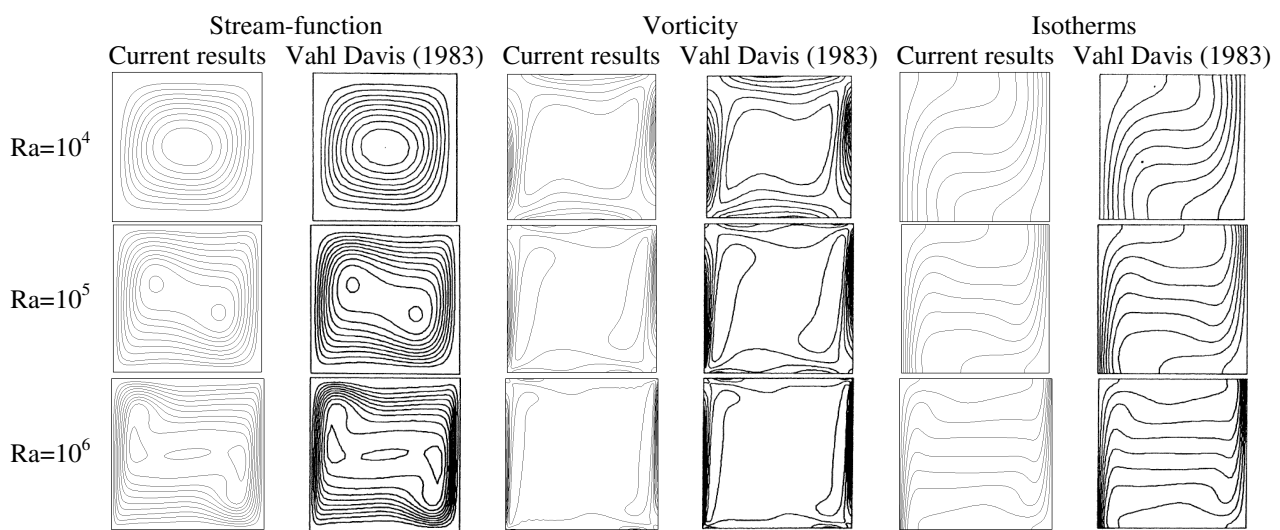 Stream-function Vorticity Isotherms
Current results Vahl Davis (1983) Current results Vahl Davis (1983) Current results Vahl Davis (1983)
Ra=10⁴
Ra=10⁵
Ra=10⁶